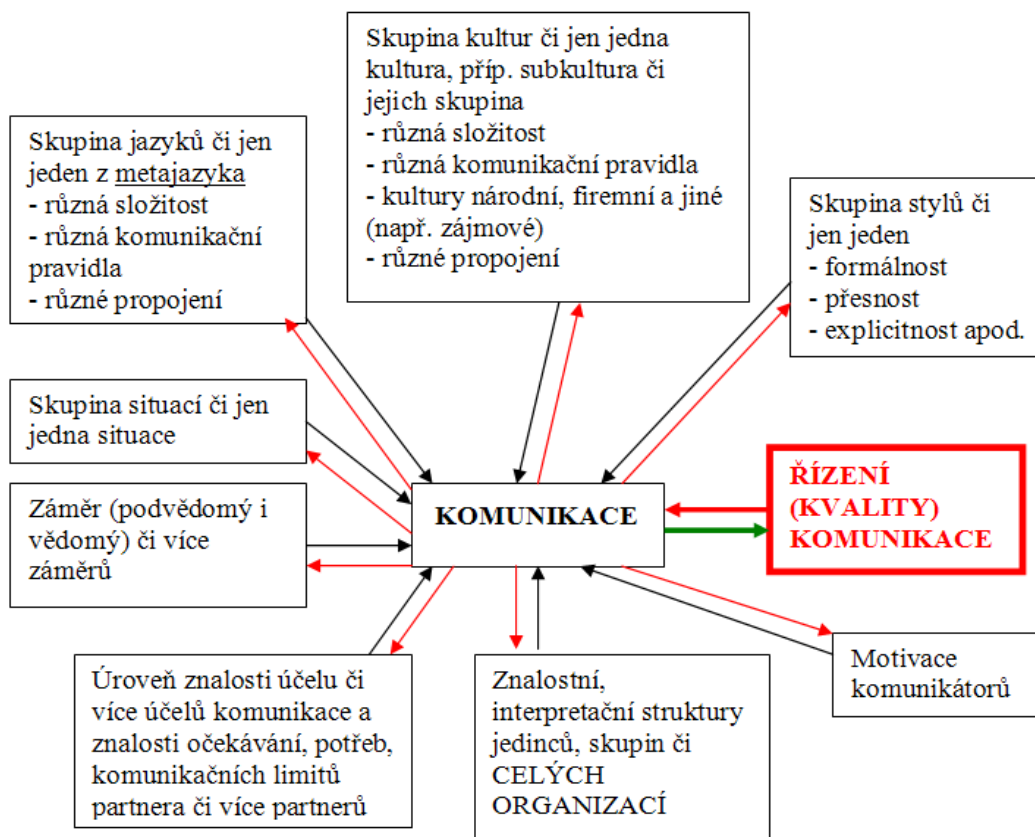 Skupina kultur či jen jedna
kultura, příp. subkultura či
jejich skupina
- různá složitost
- různá komunikační pravidla
- kultury národní, firemní a jiné
(např. zájmové)
- různé propojení
Skupina jazyků či jen
jeden z metajazyka
- různá složitost
- různá komunikační
pravidla
- různé propojení
Skupina stylů či
jen jeden
- formálnost
- přesnost
- explicitnost apod.
Skupina situací či jen
jedna situace
Záměr (podvědomý i
vědomý) či více
záměrů
KOMUNIKACE
ŘÍZENÍ
(KVALITY)
KOMUNIKACE
Úroveň znalosti účelu či
více účelů komunikace a
znalosti očekávání, potřeb,
komunikačních limitů
partnera či více partnerů
Znalostní,
interpretační struktury
jedinců, skupin či
CELÝCH
ORGANIZACÍ
Motivace
komunikátorů